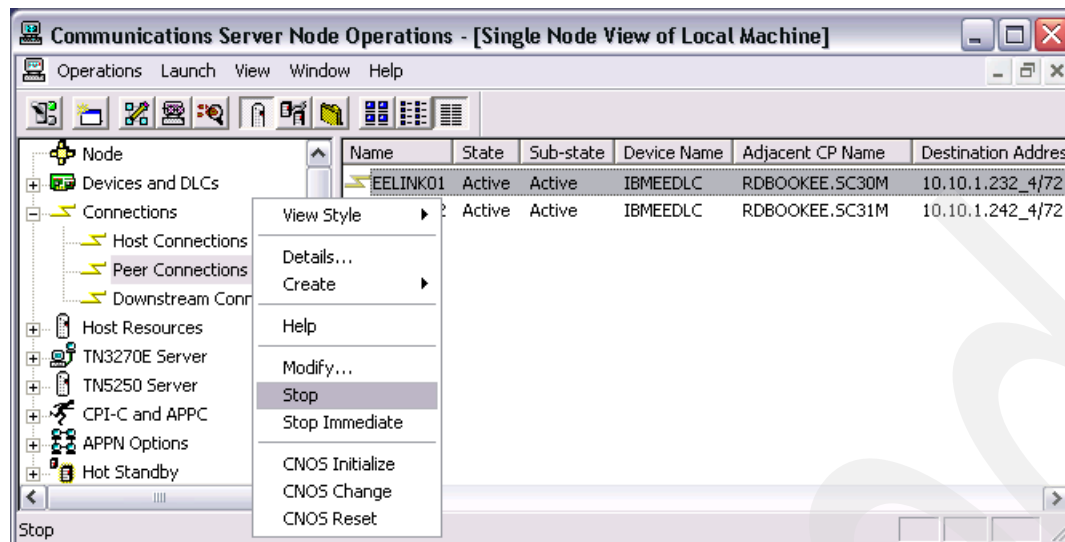 Communications Server Node Operations - [Single Node View of Local Machine]
Operations Launch View Window Help
Name State Sub-state Device Name Adjacent CP Name Destination Addres
EELINK01 Active Active IBMEEDLC RDBOOKEE.SC30M 10.10.1.232_4/72
2 Active Active IBMEEDLC RDBOOKEE.SC31M 10.10.1.242_4/72
Node
Devices and DLCs
Connections
Host Connections
Peer Connections
Downstream Conr
Host Resources
TN3270E Server
TN5250 Server
CPI-C and APPC
APPN Options
Hot Standby
View Style
Details...
Create
Help
Modify...
Stop
Stop Immediate
CNOS Initialize
CNOS Change
CNOS Reset
Stop